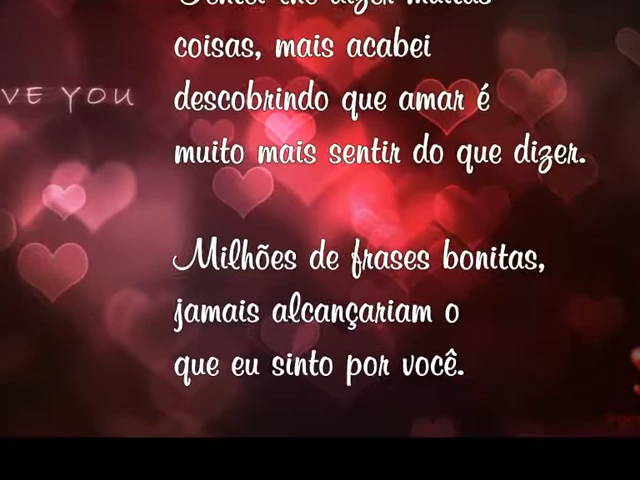 coisas, mais acabei
VE YOU
descobrindo que amar é
muito mais sentir do que dizer.
Milhões de frases bonitas,
jamais alcançariam o
que eu sinto por você.